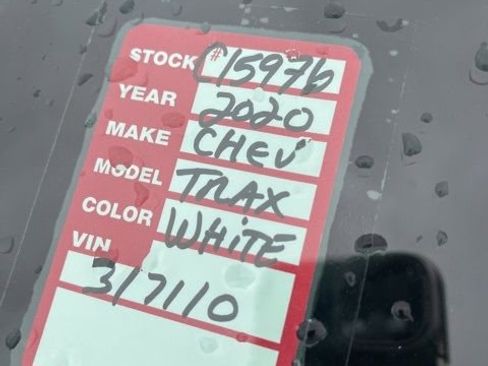 STOCK # C15976
YEAR 2020
MAKE CHEV
MODEL TRAX
COLOR WHITE
VIN
317110